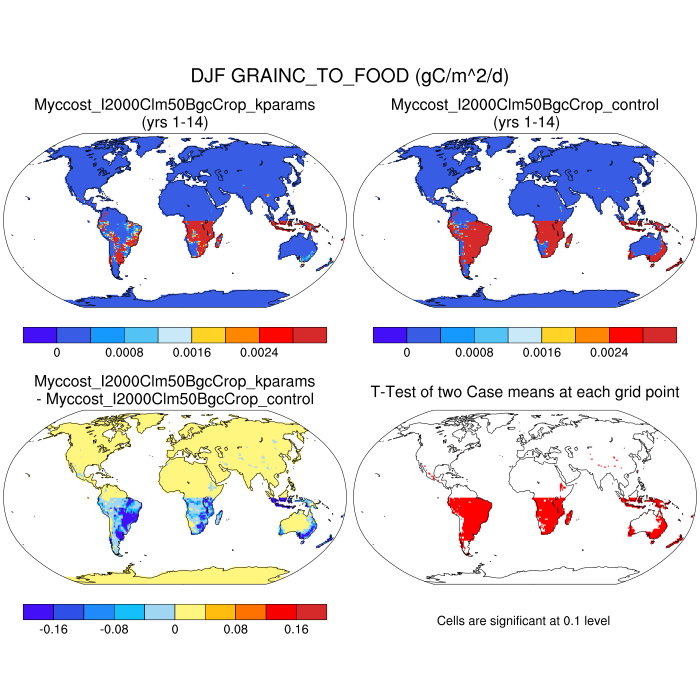 DJF GRAINC_TO_FOOD (gC/m^2/d)
Myccost_I2000Clm50BgcCrop_kparams
(yrs 1-14)
Myccost_I2000Clm50BgcCrop_control
(yrs 1-14)
0 0.0008 0.0016 0.0024
0 0.0008 0.0016 0.0024
Myccost_I2000Clm50BgcCrop_kparams
- Myccost_I2000Clm50BgcCrop_control
T-Test of two Case means at each grid point
-0.16 -0.08 0 0.08 0.16
Cells are significant at 0.1 level